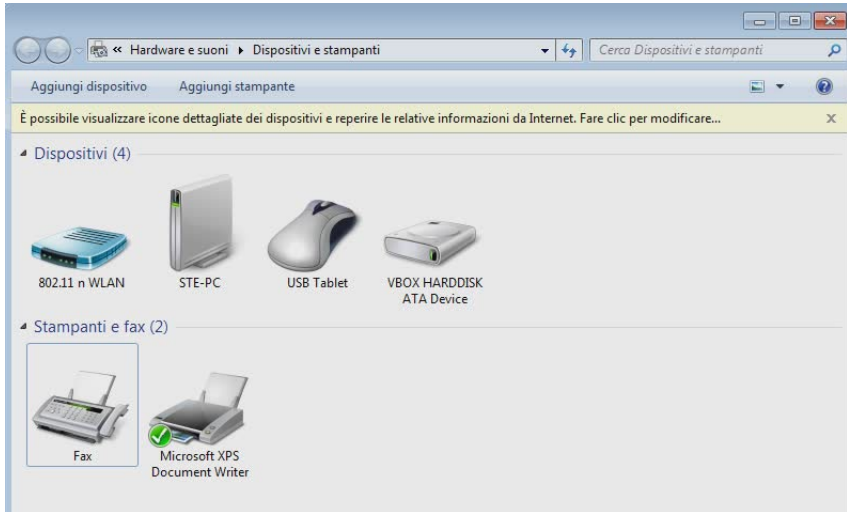 « Hardware e suoni ▸ Dispositivi e stampanti
Cerca Dispositivi e stampanti
Aggiungi dispositivo Aggiungi stampante
È possibile visualizzare icone dettagliate dei dispositivi e reperire le relative informazioni da Internet. Fare clic per modificare...
Dispositivi (4)
802.11 n WLAN
STE-PC
USB Tablet
VBOX HARDDISK
ATA Device
Stampanti e fax (2)
Fax
Microsoft XPS
Document Writer